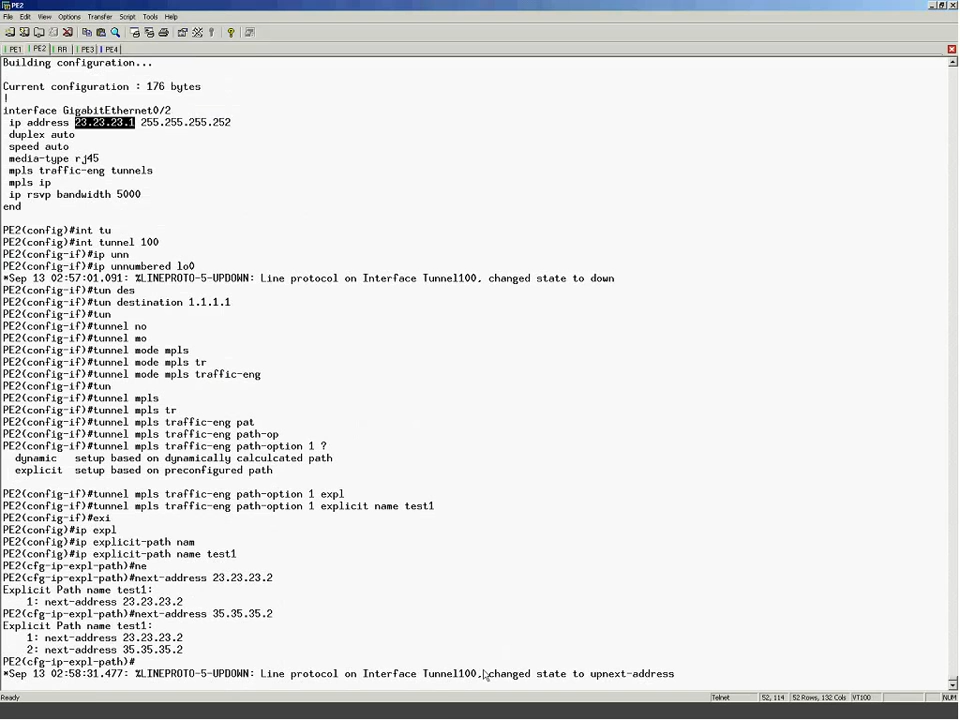 PE2
File Edit View Options Transfer Script Tools Help
PE1 PE2 RR PE3 PE4
Building configuration...
Current configuration : 176 bytes
!
interface GigabitEthernet0/2
ip address 23.23.23.1 255.255.255.252
duplex auto
speed auto
media-type rj45
mpls traffic-eng tunnels
mpls ip
ip rsvp bandwidth 5000
end
PE2(config)#int tu
PE2(config)#int tunnel 100
PE2(config-if)#ip unn
PE2(config-if)#ip unnumbered lo0
*Sep 13 02:57:01.091: %LINEPROTO-5-UPDOWN: Line protocol on Interface Tunnel100, changed state to down
PE2(config-if)#tun des
PE2(config-if)#tun destination 1.1.1.1
PE2(config-if)#tun
PE2(config-if)#tunnel no
PE2(config-if)#tunnel mo
PE2(config-if)#tunnel mode mpls
PE2(config-if)#tunnel mode mpls tr
PE2(config-if)#tunnel mode mpls traffic-eng
PE2(config-if)#tun
PE2(config-if)#tunnel mpls
PE2(config-if)#tunnel mpls tr
PE2(config-if)#tunnel mpls traffic-eng pat
PE2(config-if)#tunnel mpls traffic-eng path-op
PE2(config-if)#tunnel mpls traffic-eng path-option 1 ?
dynamic setup based on dynamically calculcated path
explicit setup based on preconfigured path
PE2(config-if)#tunnel mpls traffic-eng path-option 1 expl
PE2(config-if)#tunnel mpls traffic-eng path-option 1 explicit name test1
PE2(config-if)#exi
PE2(config)#ip expl
PE2(config)#ip explicit-path nam
PE2(config)#ip explicit-path name test1
PE2(cfg-ip-expl-path)#ne
PE2(cfg-ip-expl-path)#next-address 23.23.23.2
Explicit Path name test1:
1: next-address 23.23.23.2
PE2(cfg-ip-expl-path)#next-address 35.35.35.2
Explicit Path name test1:
1: next-address 23.23.23.2
2: next-address 35.35.35.2
PE2(cfg-ip-expl-path)#
*Sep 13 02:58:31.477: %LINEPROTO-5-UPDOWN: Line protocol on Interface Tunnel100, changed state to upnext-address
Ready Telnet 52, 114 52 Rows, 132 Cols VT100 NUM